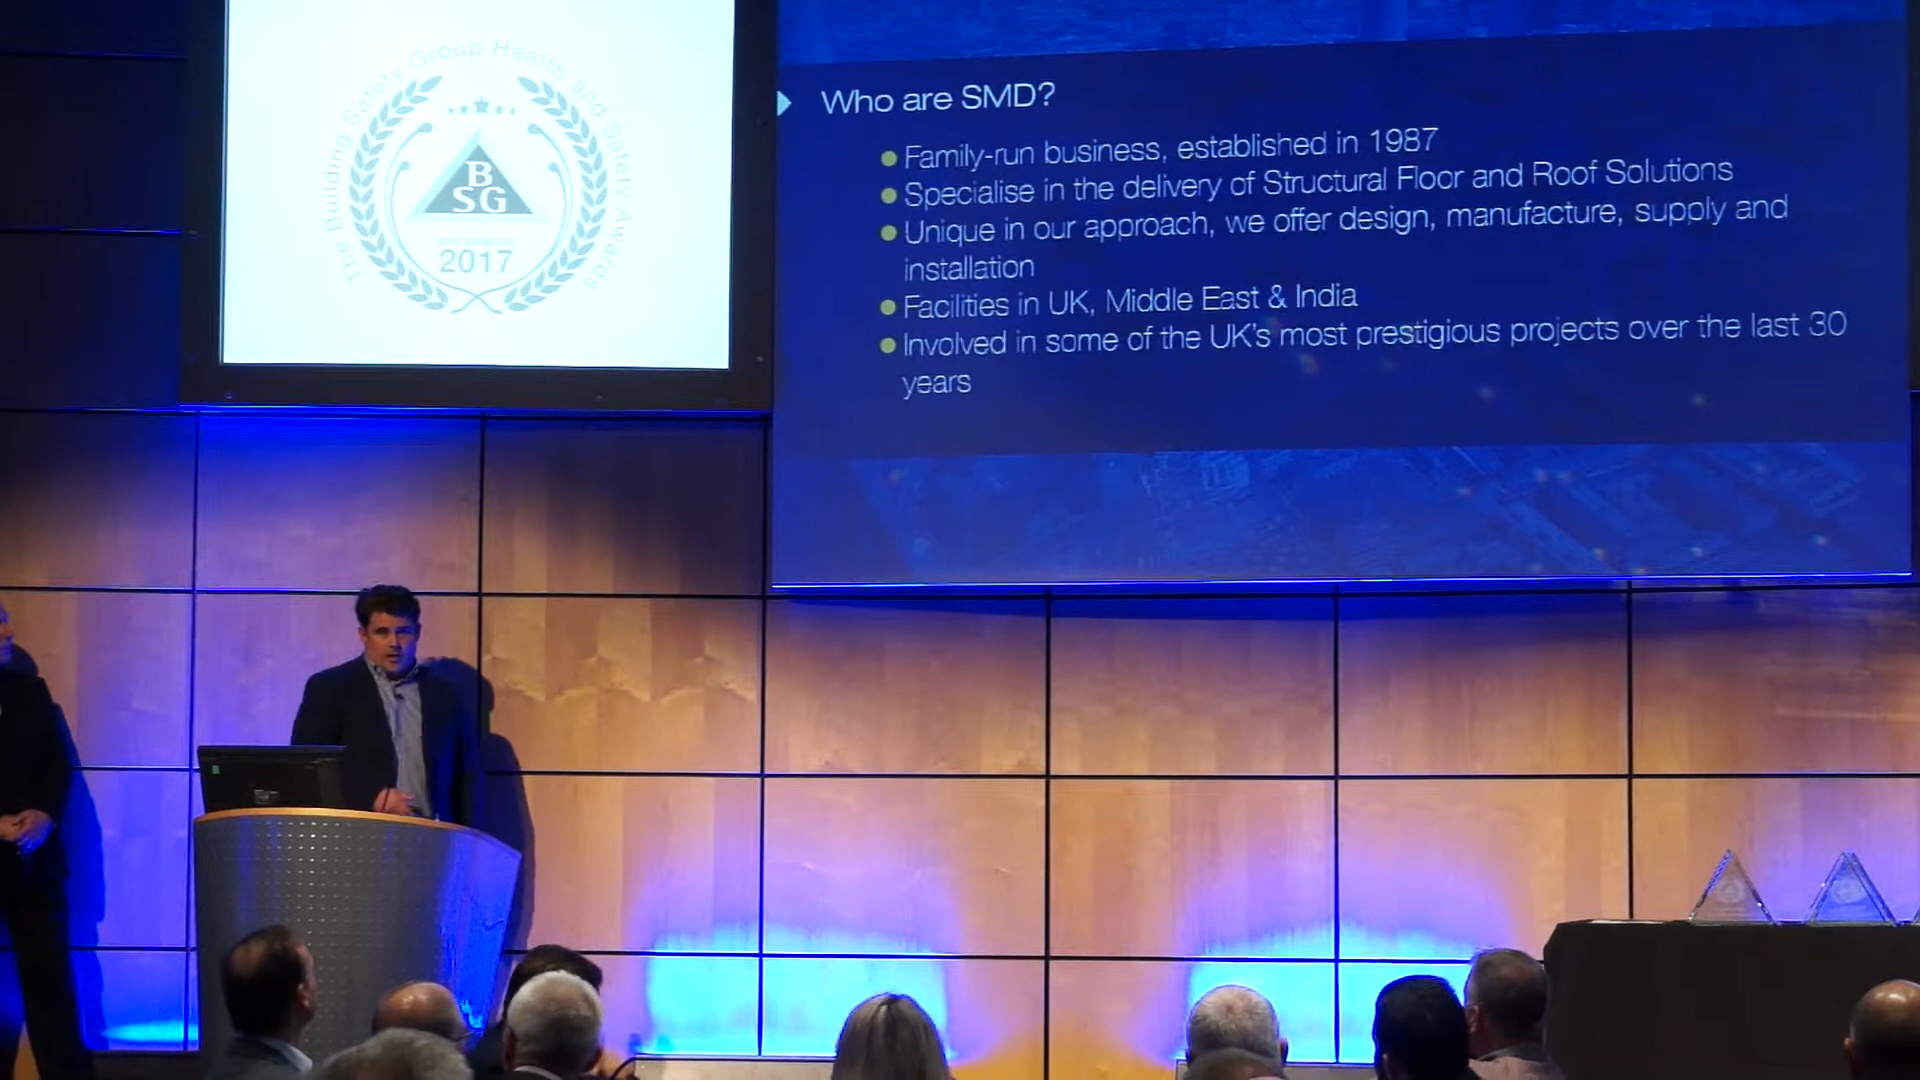 The Building Safety Group Health and Safety Awards
B
SG
2017
Who are SMD?
Family-run business, established in 1987
Specialise in the delivery of Structural Floor and Roof Solutions
Unique in our approach, we offer design, manufacture, supply and
installation
Facilities in UK, Middle East & India
Involved in some of the UK's most prestigious projects over the last 30
years